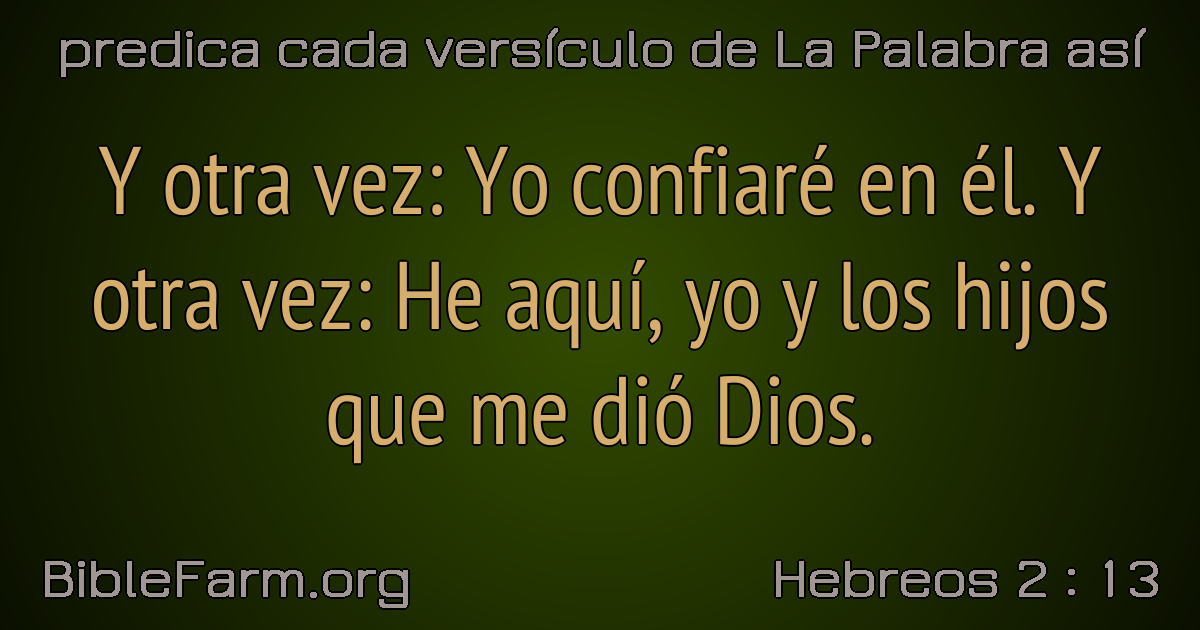 predica cada versículo de La Palabra así
Y otra vez: Yo confiaré en él. Y
otra vez: He aquí, yo y los hijos
que me dió Dios.
BibleFarm.org
Hebreos 2 : 13